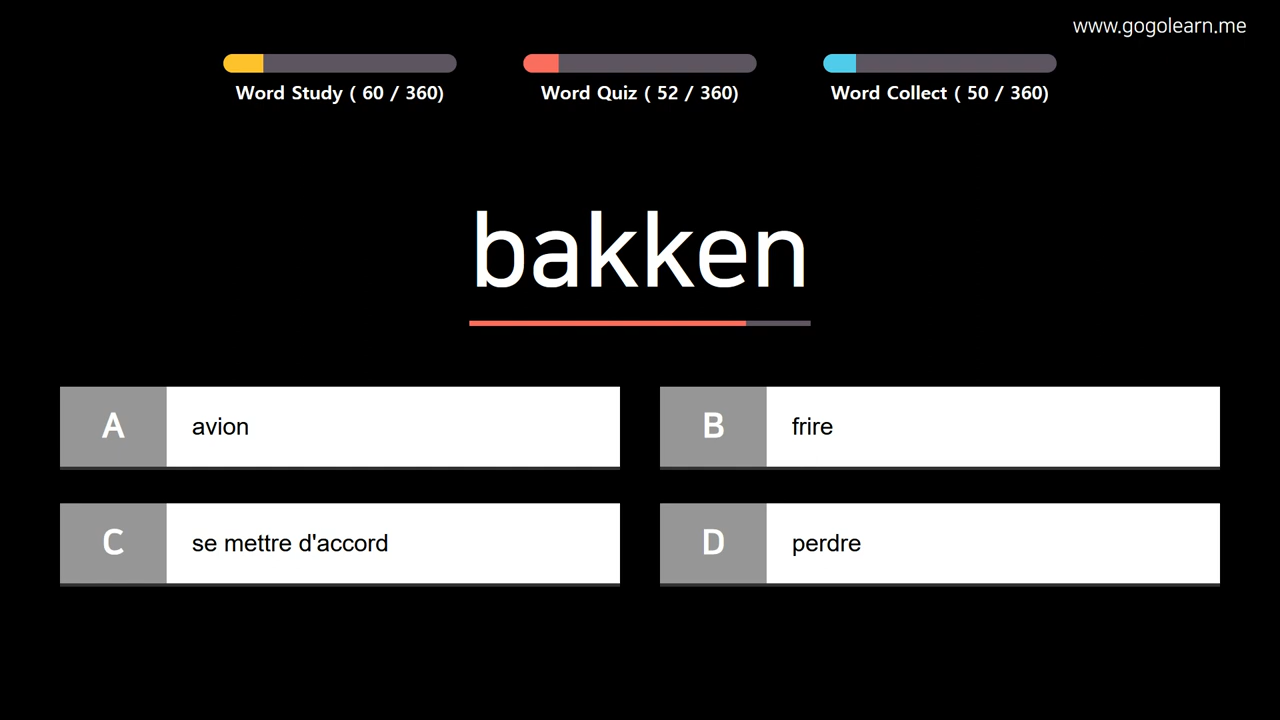 www.gogolearn.me
Word Study ( 60 / 360)
Word Quiz ( 52 / 360)
Word Collect ( 50 / 360)
bakken
A avion
B frire
C se mettre d'accord
D perdre